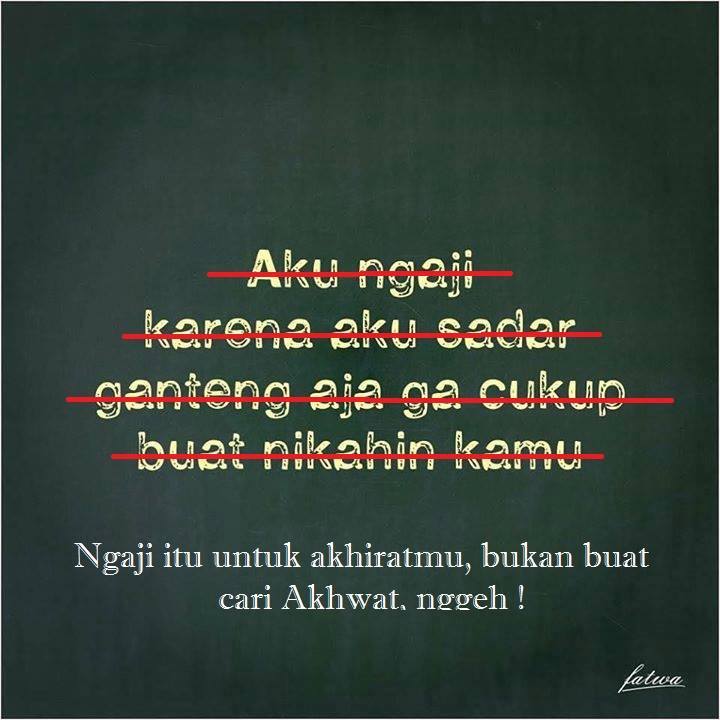 Aku ngaji
karena aku sadar
ganteng aja ga cukup
buat nikahin kamu
Ngaji itu untuk akhiratmu, bukan buat
cari Akhwat. nggeh !
fatwa